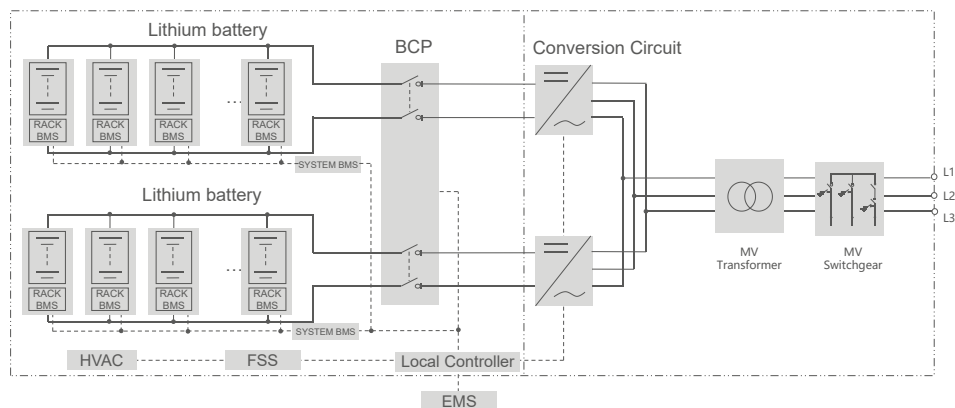 Lithium battery
BCP
Conversion Circuit
RACK BMS
RACK BMS
RACK BMS
...
RACK BMS
SYSTEM BMS
Lithium battery
RACK BMS
RACK BMS
RACK BMS
...
RACK BMS
SYSTEM BMS
L1
L2
L3
MV
Transformer
MV
Switchgear
HVAC
FSS
Local Controller
EMS